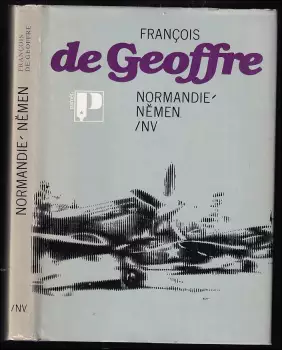 FRANÇOIS
de Geoffre
NORMANDIE-
NĚMEN
/NV
P
FRANÇOIS
DE GEOFFRE
NORMANDIE- NĚMEN
/NV